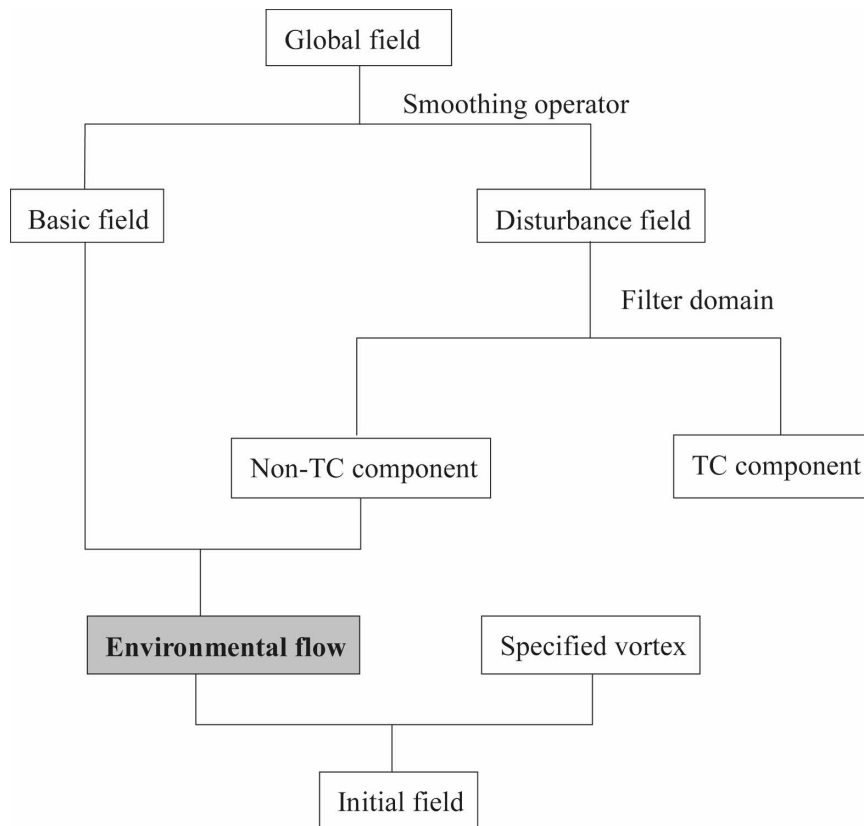 Global field
Smoothing operator
Basic field
Disturbance field
Filter domain
Non-TC component
TC component
Environmental flow
Specified vortex
Initial field